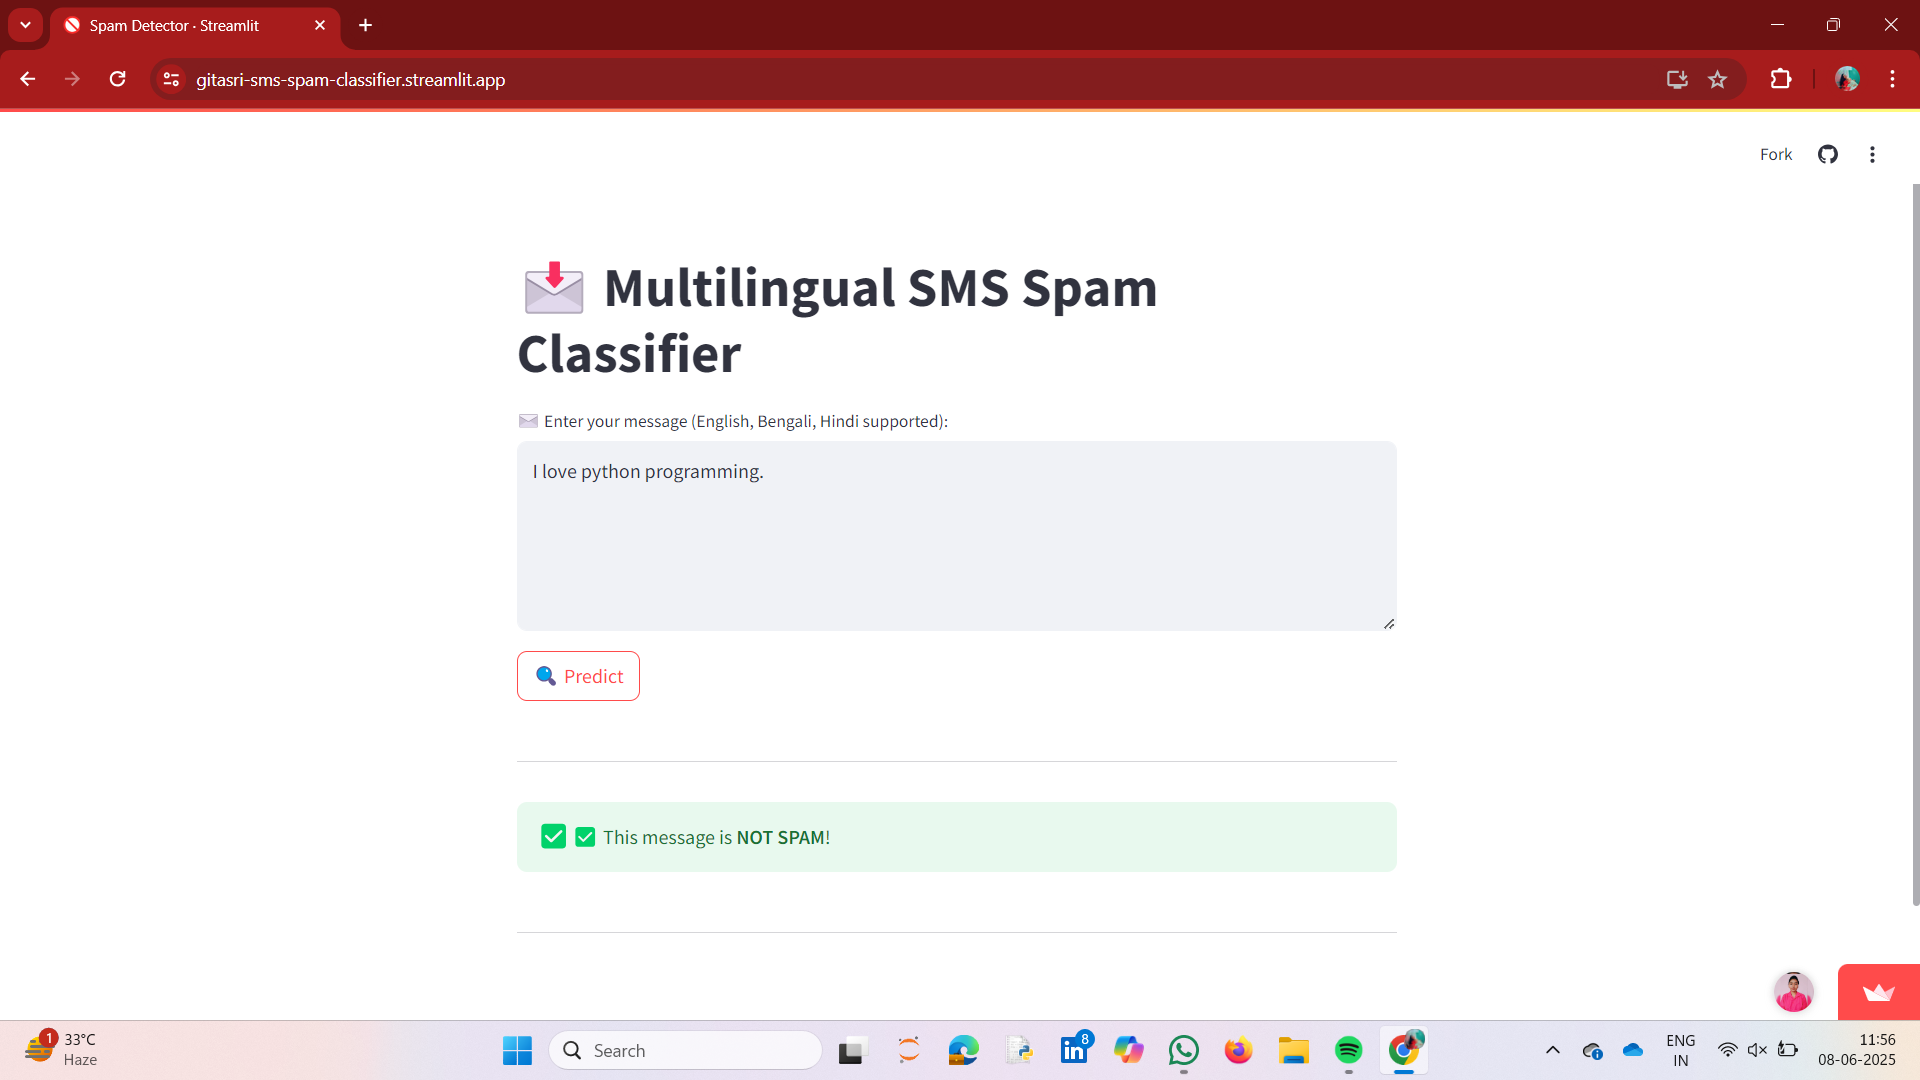 Spam Detector · Streamlit
gitasri-sms-spam-classifier.streamlit.app
Fork
Multilingual SMS Spam
Classifier
Enter your message (English, Bengali, Hindi supported):
I love python programming.
Predict
This message is NOT SPAM!
1
33°C
Haze
Search
in
8
ENG
IN
11:56
08-06-2025